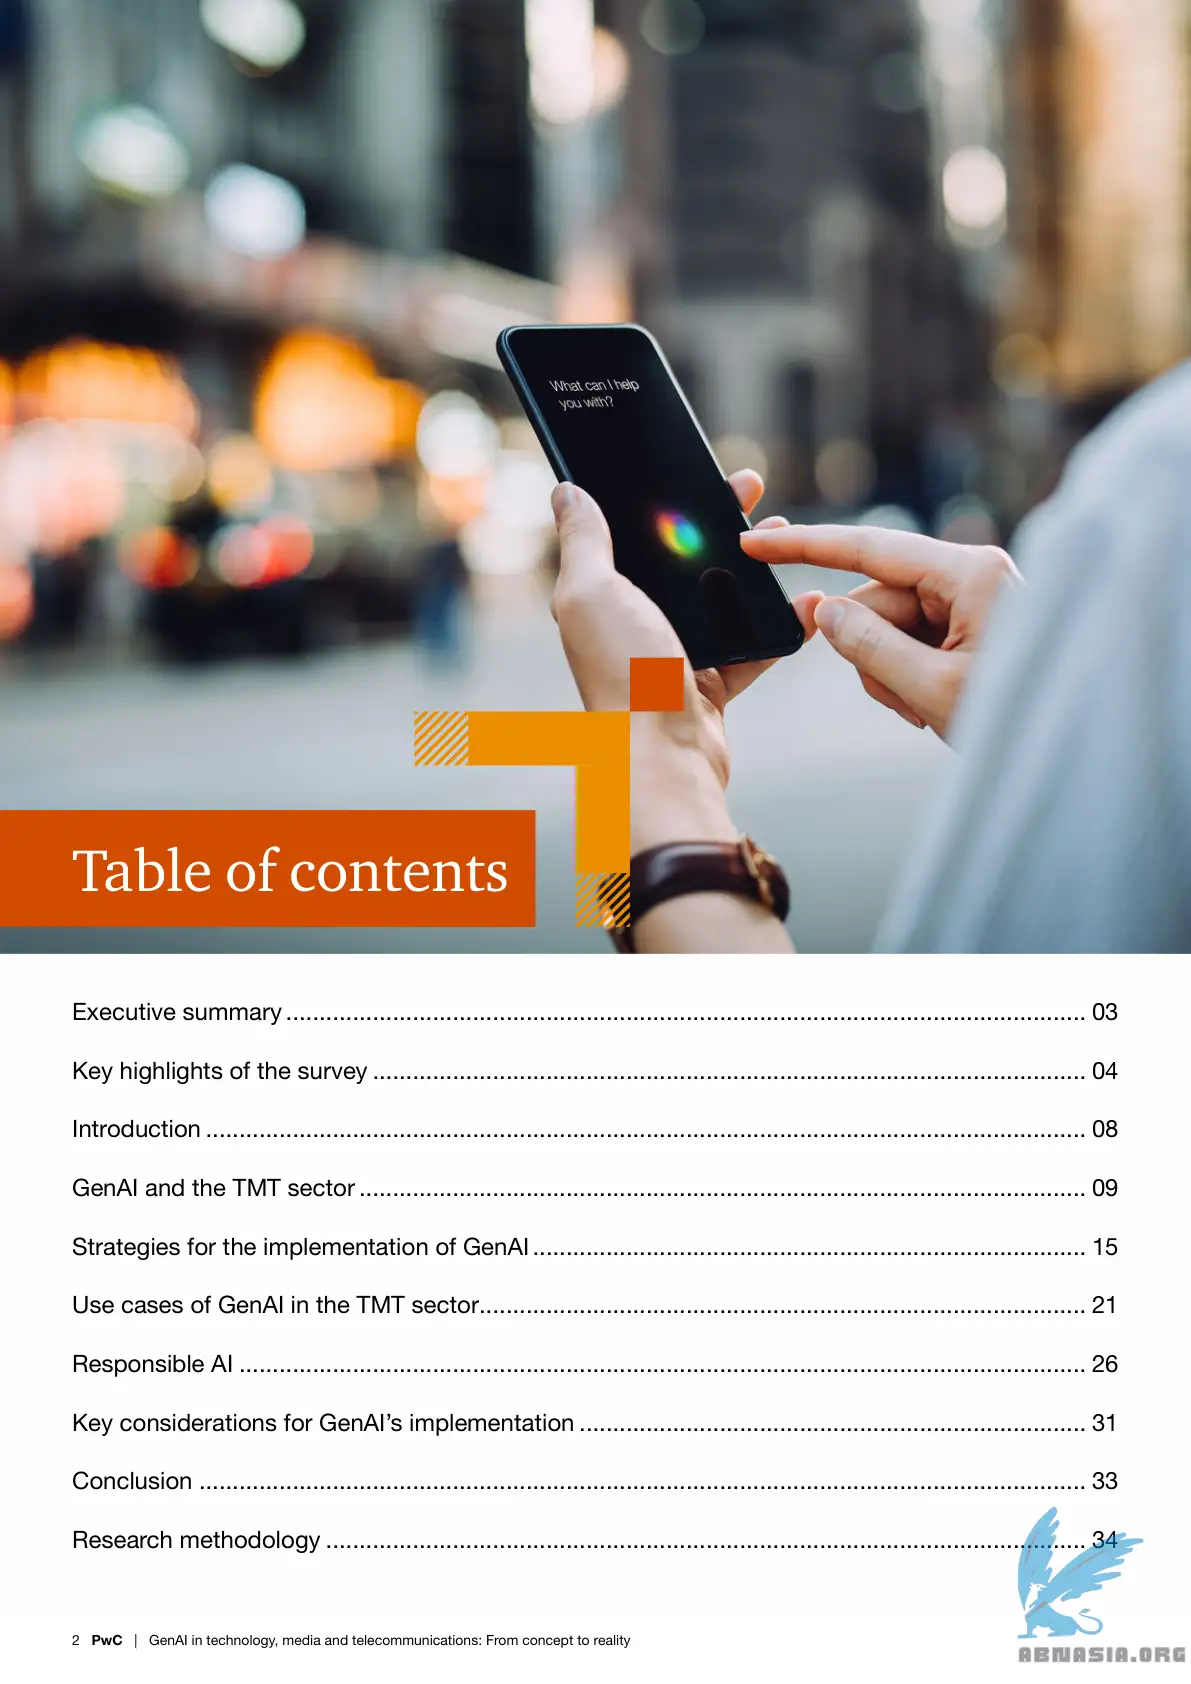 What can I help
you with?
Table of contents
Executive summary ........................................................................................................................ 03
Key highlights of the survey ........................................................................................................... 04
Introduction .................................................................................................................................... 08
GenAI and the TMT sector ............................................................................................................. 09
Strategies for the implementation of GenAI ................................................................................... 15
Use cases of GenAI in the TMT sector........................................................................................... 21
Responsible AI ............................................................................................................................... 26
Key considerations for GenAI’s implementation ............................................................................ 31
Conclusion ..................................................................................................................................... 33
Research methodology .................................................................................................................. 34
2 PwC | GenAI in technology, media and telecommunications: From concept to reality
ABNASIA.ORG